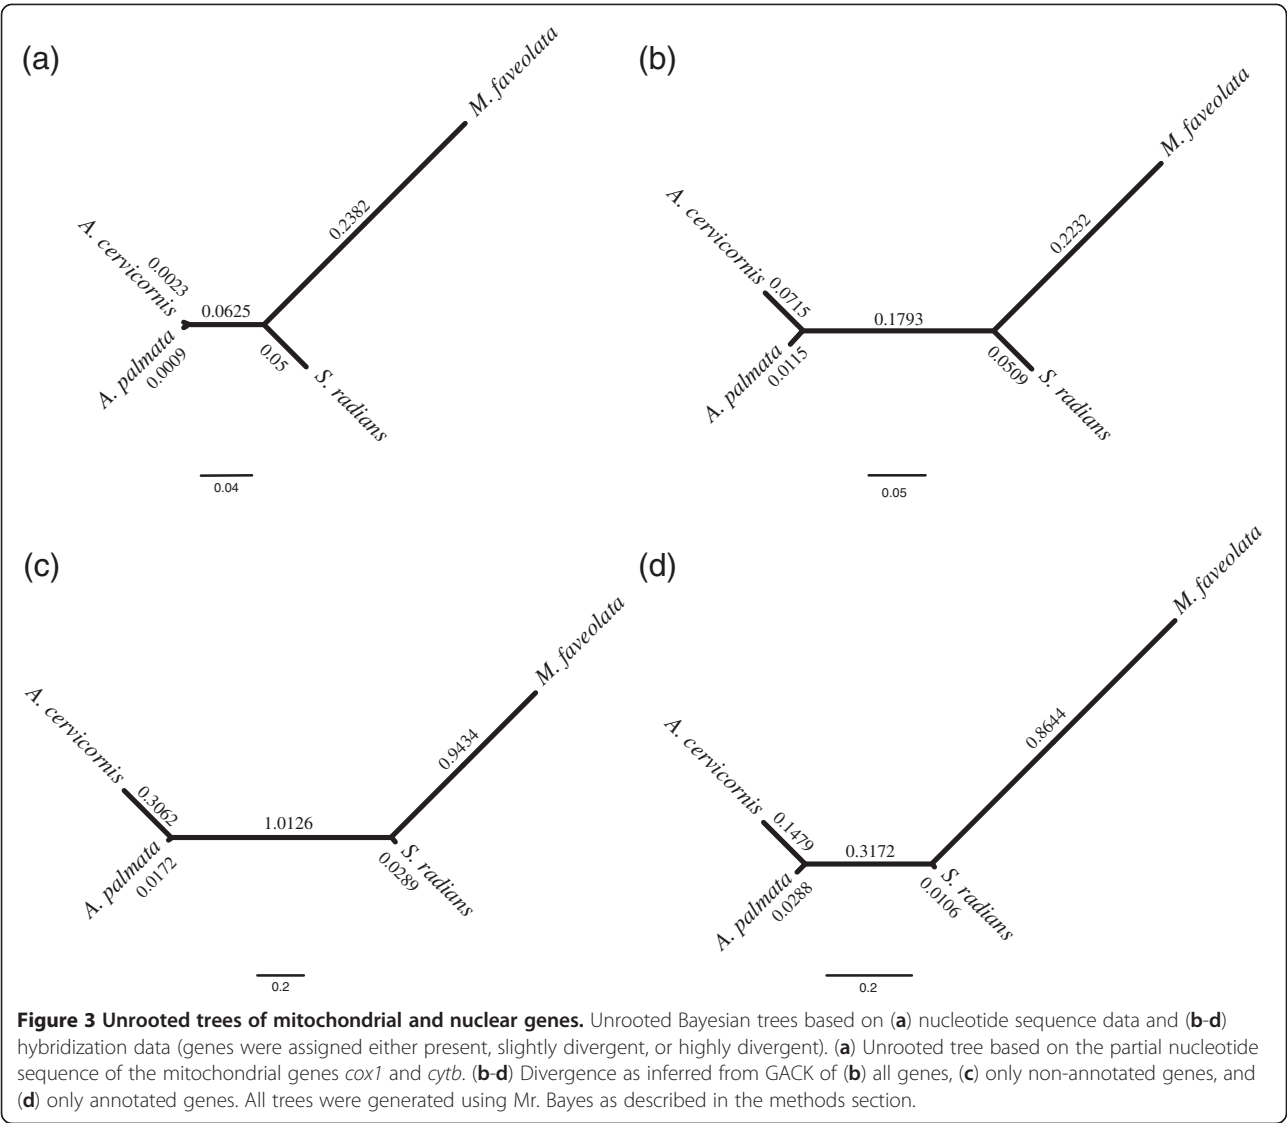 (a)
M. faveolata
0.2382
A. cervicornis
0.0023
0.0625
A. palmata
0.0009
0.05
S. radians
0.04
(b)
M. faveolata
0.2232
A. cervicornis
0.0715
0.1793
A. palmata
0.0115
0.0509
S. radians
0.05
(c)
M. faveolata
0.9434
A. cervicornis
0.3062
1.0126
A. palmata
0.0172
0.0289
S. radians
0.2
(d)
M. faveolata
0.8644
A. cervicornis
0.1479
0.3172
A. palmata
0.0288
0.0106
S. radians
0.2
Figure 3 Unrooted trees of mitochondrial and nuclear genes. Unrooted Bayesian trees based on (a) nucleotide sequence data and (b-d)
hybridization data (genes were assigned either present, slightly divergent, or highly divergent). (a) Unrooted tree based on the partial nucleotide
sequence of the mitochondrial genes cox1 and cytb. (b-d) Divergence as inferred from GACK of (b) all genes, (c) only non-annotated genes, and
(d) only annotated genes. All trees were generated using Mr. Bayes as described in the methods section.